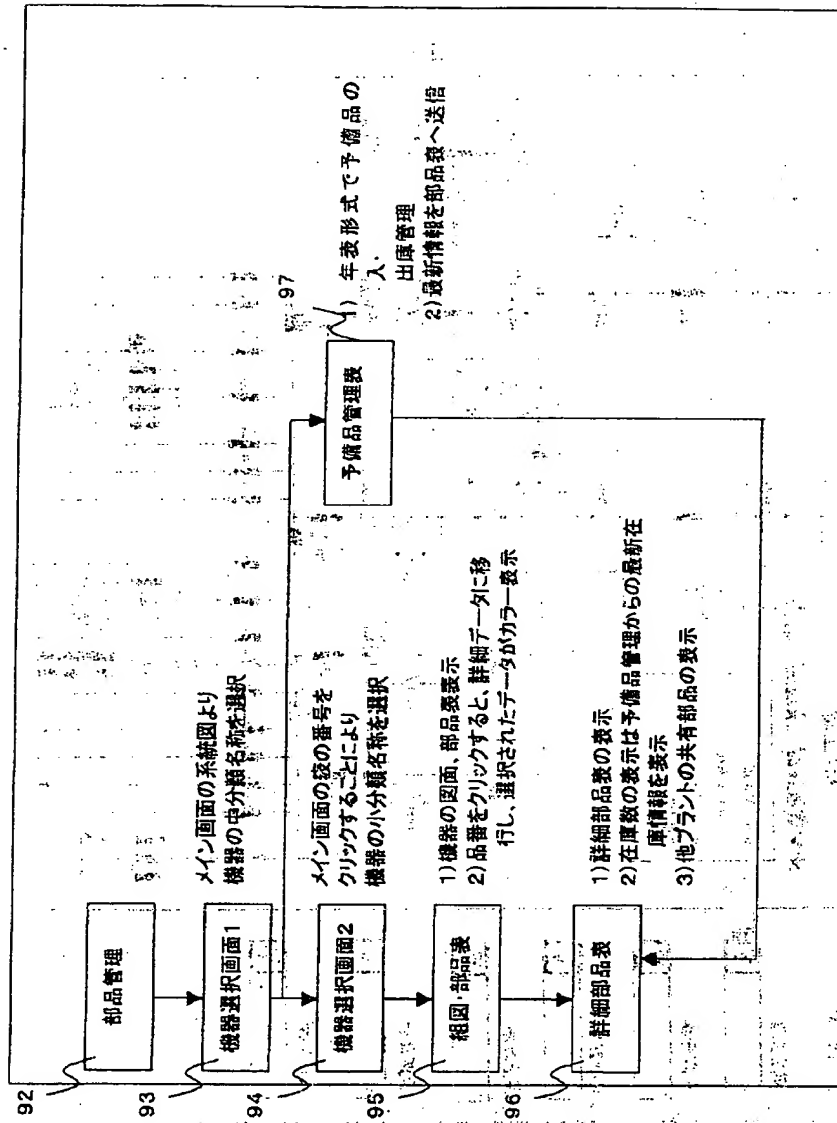 92
部品管理
93
機器選択画面1
メイン画面の系統図より
機器の中分類名称を選択
94
機器選択画面2
メイン画面の袋の番号を
クリックすることにより
機器の小分類名称を選択
95
組図・部品表
1)機器の図面、部品表表示
2)品番をクリックすると、詳細データに移
行し、選択されたデータがカラー表示
96
詳細部品表
1)詳細部品表の表示
2)在庫数の表示は予備品管理からの最新在
庫情報を表示
3)他プラントの共有部品の表示
97
予備品管理表
1) 年表形式で予備品の
入・
出庫管理
2)最新情報を部品表へ送信